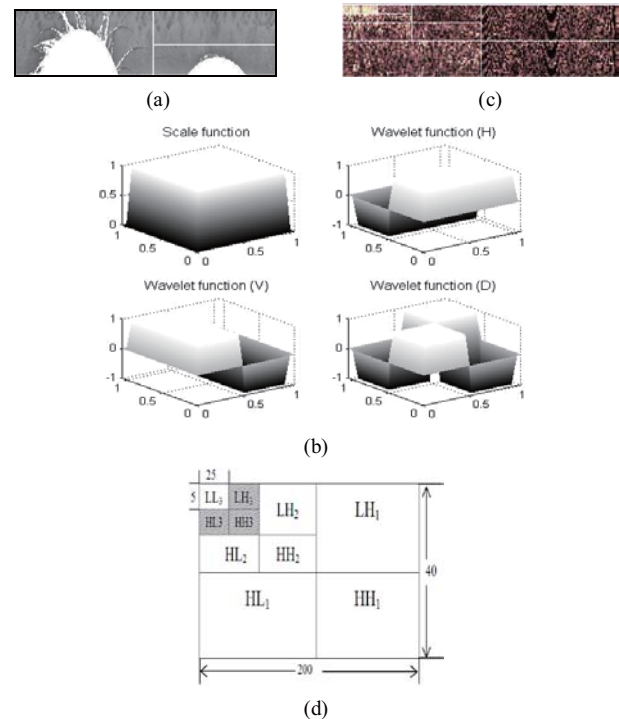 (a)
(c)
Scale function
Wavelet function (H)
1
0.5
0
1
0.5
0
0
0.5
1
1
0
-1
1
0.5
0
0
0.5
1
Wavelet function (V)
Wavelet function (D)
1
0
-1
1
0.5
0
0
0.5
1
1
0
-1
1
0.5
0
0
0.5
1
(b)
25
5
LL3
LH3
HL3
HH3
LH2
LH1
HL2
HH2
40
HL1
HH1
200
(d)